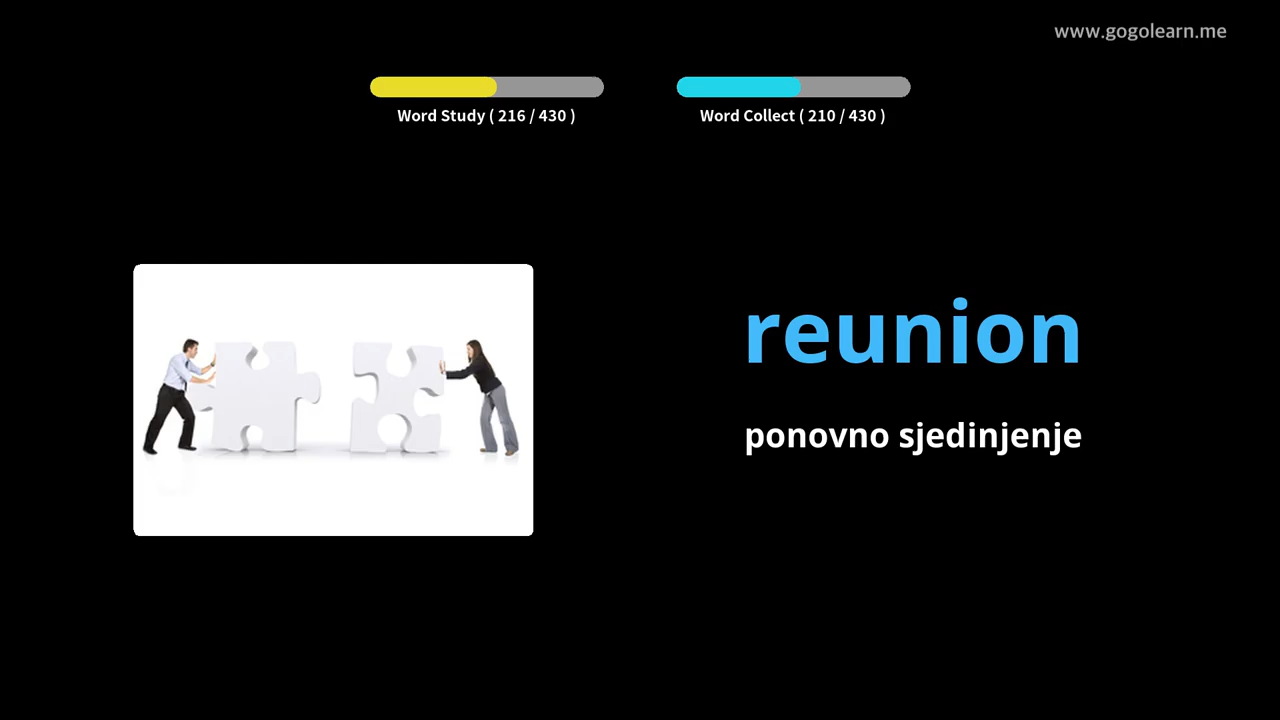 www.gogolearn.me
Word Study ( 216 / 430 )
Word Collect ( 210 / 430 )
reunion
ponovno sjedinjenje